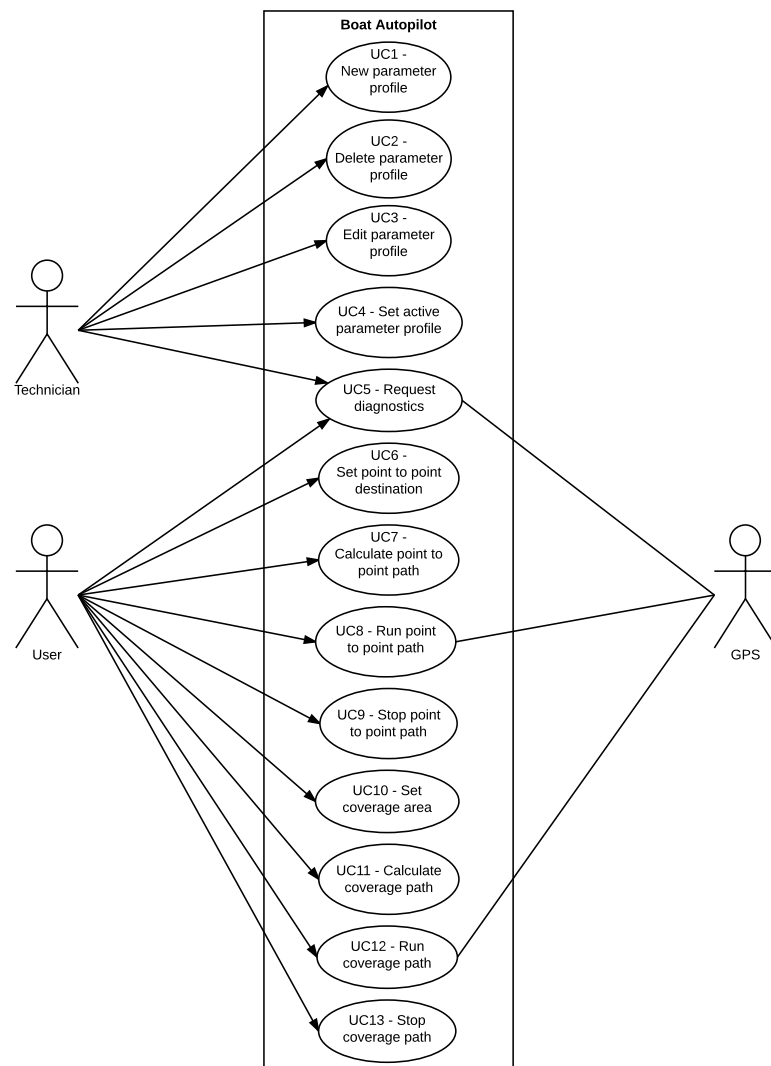 Boat Autopilot
UC1 -
New parameter
profile
UC2 -
Delete parameter
profile
UC3 -
Edit parameter
profile
UC4 - Set active
parameter profile
Technician
UC5 - Request
diagnostics
UC6 -
Set point to point
destination
UC7 -
Calculate point to
point path
UC8 - Run point
to point path
User
GPS
UC9 - Stop point
to point path
UC10 - Set
coverage area
UC11 - Calculate
coverage path
UC12 - Run
coverage path
UC13 - Stop
coverage path